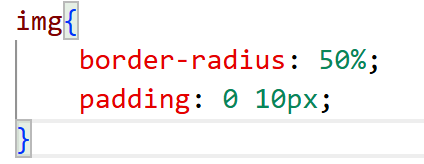 img{
border-radius: 50%;
padding: 0 10px;
}